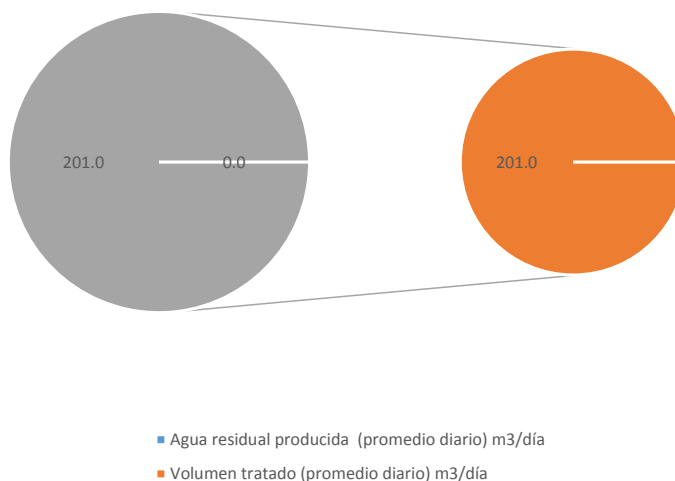 201.0
0.0
201.0
Agua residual producida (promedio diario) m3/día
Volumen tratado (promedio diario) m3/día